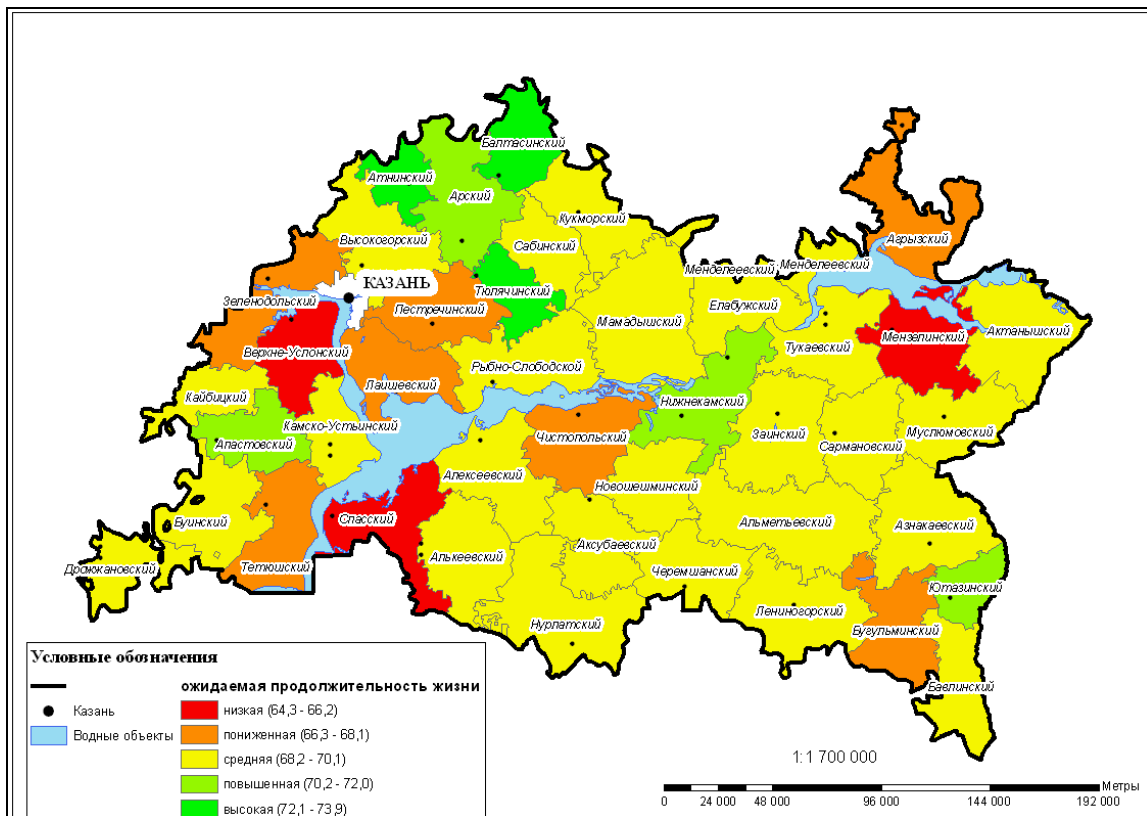 Балтасинский
Атнинский
Арский
Кукморский
Высокогорский
Сабинский
Агрызский
Менделеевский
Менделеевский
КАЗАНЬ
Тюлячинский
Зеленодольский
Елабужский
Пестречинский
Мамадышский
Тукаевский
Мензелинский
Актанышский
Верхне-Услонский
Рыбно-Слободской
Лаишевский
Кайбицкий
Нижнекамский
Камско-Устьинский
Апастовский
Чистопольский
Заинский
Муслюмовский
Сармановский
Алексеевский
Новошешминский
Спасский
Буинский
Альметьевский
Азнакаевский
Аксубаевский
Алькеевский
Дрожжановский
Тетюшский
Черемшанский
Ютазинский
Лениногорский
Нурлатский
Бугульминский
Бавлинский
Условные обозначения
ожидаемая продолжительность жизни
Казань
низкая (64,3 - 66,2)
Водные объекты
пониженная (66,3 - 68,1)
средняя (68,2 - 70,1)
повышенная (70,2 - 72,0)
высокая (72,1 - 73,9)
1:1 700 000
Метры
0 24 000 48 000 96 000 144 000 192 000